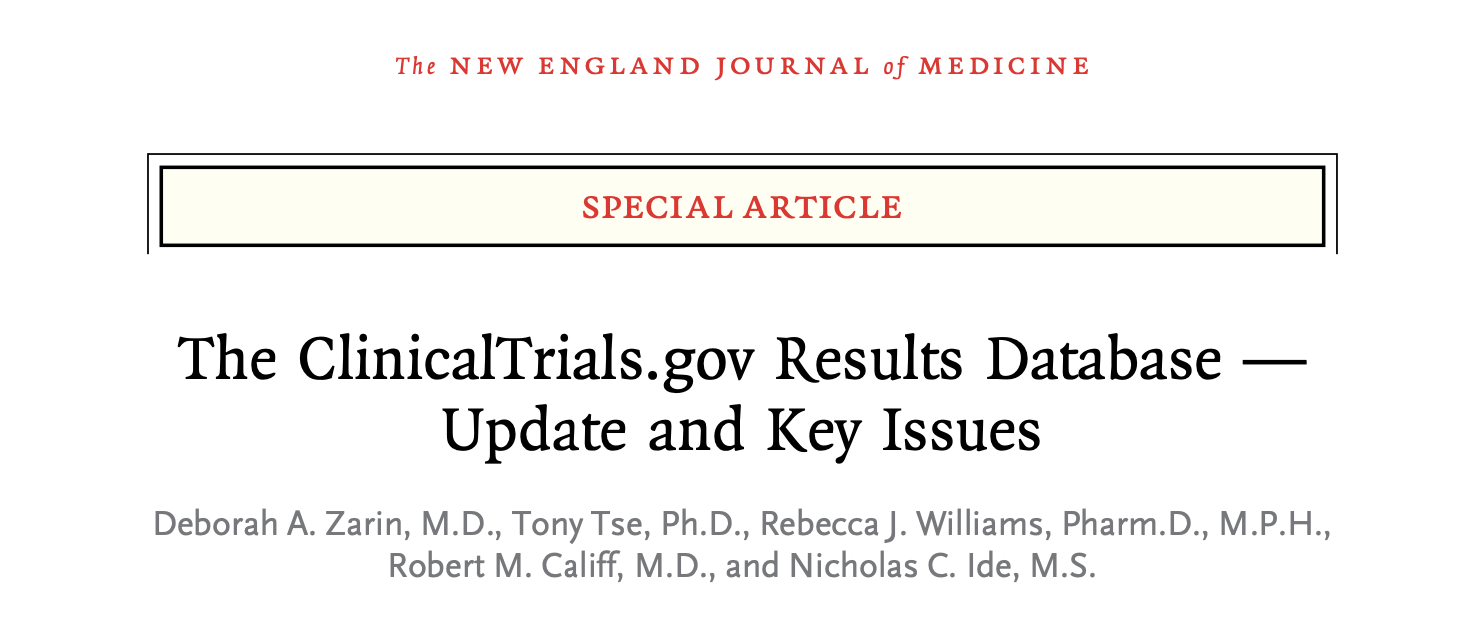 The NEW ENGLAND JOURNAL of MEDICINE
SPECIAL ARTICLE
The ClinicalTrials.gov Results Database —
Update and Key Issues
Deborah A. Zarin, M.D., Tony Tse, Ph.D., Rebecca J. Williams, Pharm.D., M.P.H.,
Robert M. Califf, M.D., and Nicholas C. Ide, M.S.